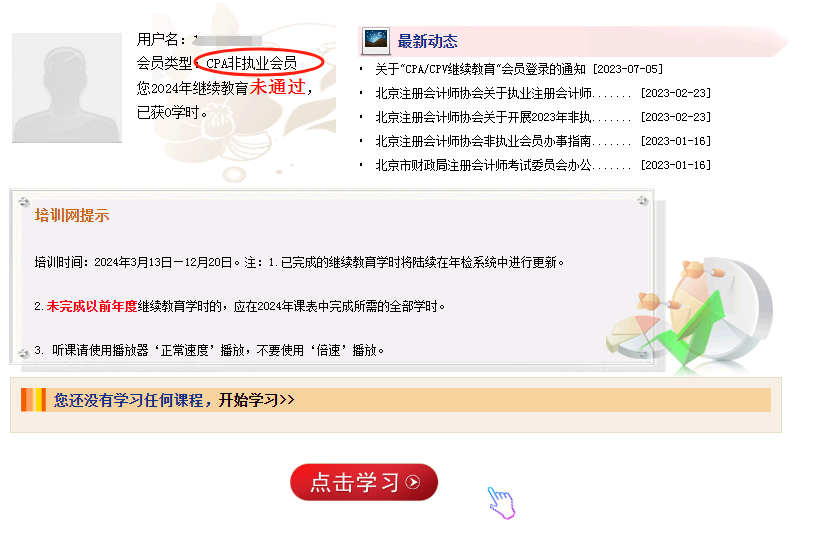 用户名：
会员类型：CPA非执业会员
您2024年继续教育未通过，
已获0学时。
最新动态
· 关于"CPA/CPV继续教育"会员登录的通知 [2023-07-05]
· 北京注册会计师协会关于执业注册会计师....... [2023-02-23]
· 北京注册会计师协会关于开展2023年非执....... [2023-02-23]
· 北京注册会计师协会非执业会员办事指南....... [2023-01-16]
· 北京市财政局注册会计师考试委员会办公....... [2023-01-16]
培训网提示
培训时间：2024年3月13日－12月20日。注：1.已完成的继续教育学时将陆续在年检系统中进行更新。
2.未完成以前年度继续教育学时的，应在2024年课表中完成所需的全部学时。
3. 听课请使用播放器‘正常速度’播放，不要使用‘倍速’播放。
您还没有学习任何课程，开始学习>>
点击学习